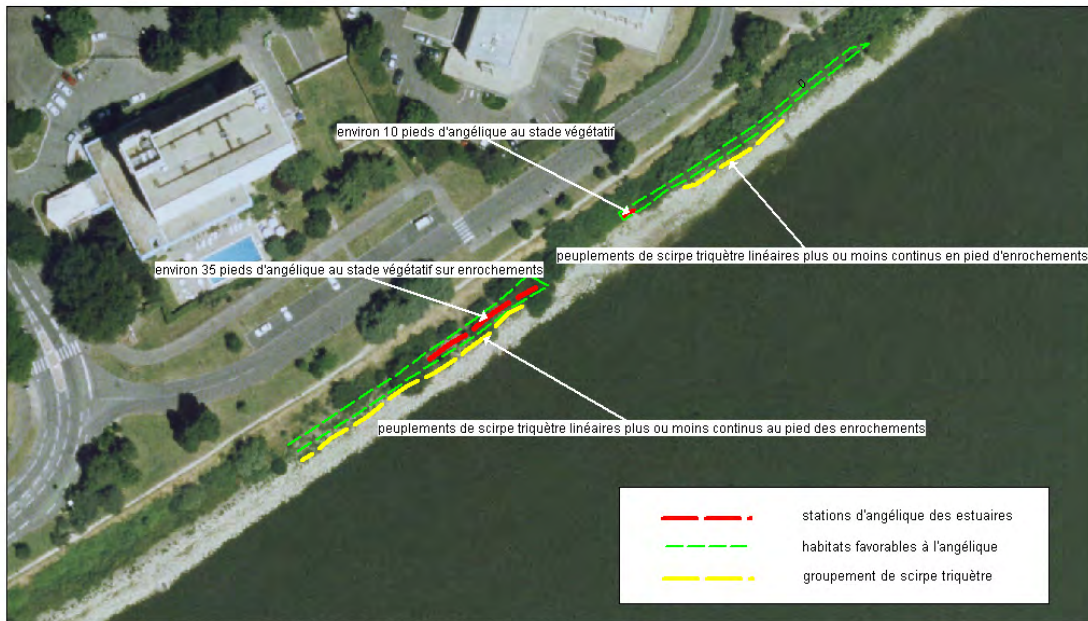 environ 10 pieds d'angélique au stade végétatif
peuplements de scirpe triquètre linéaires plus ou moins continus en pied d'enrochements
environ 35 pieds d'angélique au stade végétatif sur enrochements
peuplements de scirpe triquètre linéaires plus ou moins continus au pied des enrochements
stations d'angélique des estuaires
habitats favorables à l'angélique
groupement de scirpe triquètre